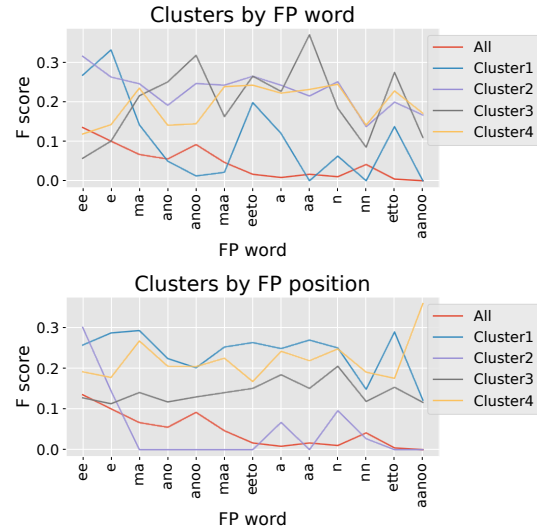 Clusters by FP word
F score
0.3
0.2
0.1
0.0
ee
e
ma
ano
anoo
maa
eeto
a
aa
n
nn
etto
aanoo
FP word
All
Cluster1
Cluster2
Cluster3
Cluster4
Clusters by FP position
F score
0.3
0.2
0.1
0.0
ee
e
ma
ano
anoo
maa
eeto
a
aa
n
nn
etto
aanoo
FP word
All
Cluster1
Cluster2
Cluster3
Cluster4